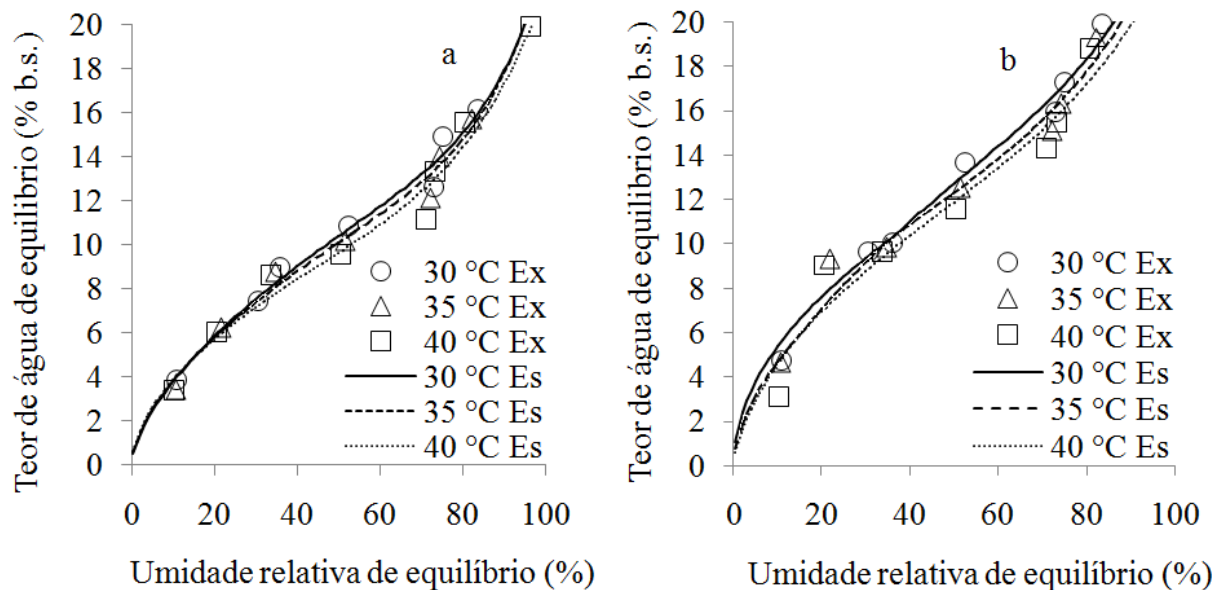 Teor de água de equilibrio (% b.s.)
20
18
16
14
12
10
8
6
4
2
0
a
30 °C Ex
35 °C Ex
40 °C Ex
30 °C Es
35 °C Es
40 °C Es
0 20 40 60 80 100
Umidade relativa de equilíbrio (%)
Teor de água de equilibrio (% b.s.)
20
18
16
14
12
10
8
6
4
2
0
b
30 °C Ex
35 °C Ex
40 °C Ex
30 °C Es
35 °C Es
40 °C Es
0 20 40 60 80 100
Umidade relativa de equilíbrio (%)